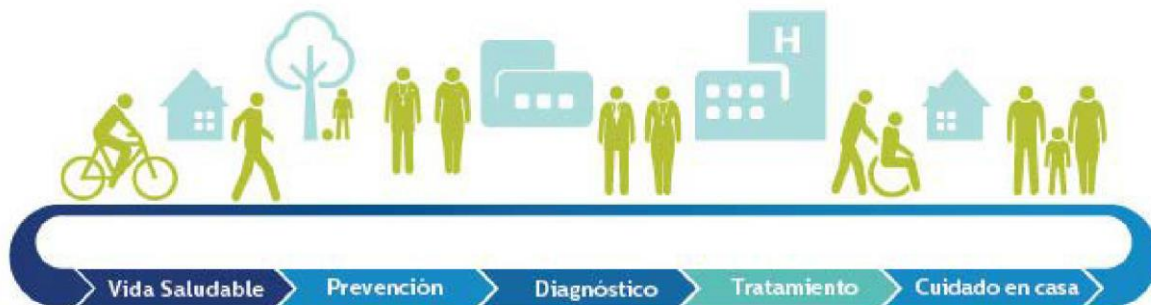 H
Vida Saludable
Prevención
Diagnóstico
Tratamiento
Cuidado en casa